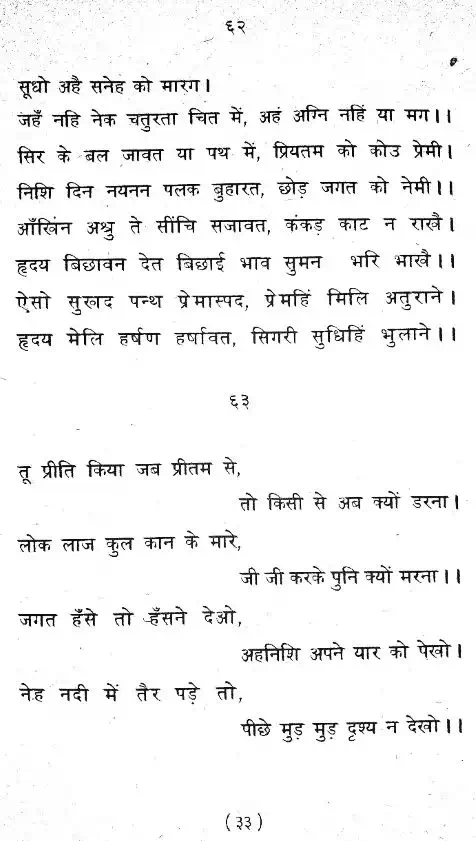 ६२
सूधो अहै सनेह को मारग।
जहँ नहि नेक चतुरता चित में, अहं अग्नि नहिं या मग।।
सिर के बल जावत या पथ में, प्रियतम को कोउ प्रेमी।
निशि दिन नयनन पलक बुहारत, छोड़ जगत को नेमी।।
आँखिंन अश्रु ते सींचि सजावत, कंकड़ काट न राखै।
हृदय बिछावन देत बिछाई भाव सुमन भरि भाखै।।
ऐसो सुखद पन्थ प्रेमास्पद, प्रेमहिं मिलि अतुराने।
हृदय मेलि हर्षण हर्षावत, सिगरी सुधिहिं भुलाने।।
६३
तू प्रीति किया जब प्रीतम से,
तो किसी से अब क्यों डरना।
लोक लाज कुल कान के मारे,
जी जी करके पुनि क्यों मरना।।
जगत हँसे तो हँसने देओ,
अहनिशि अपने यार को पेखो।
नेह नदी में तैर पड़े तो,
पीछे मुड़ मुड़ दृश्य न देखो।।
(३३)